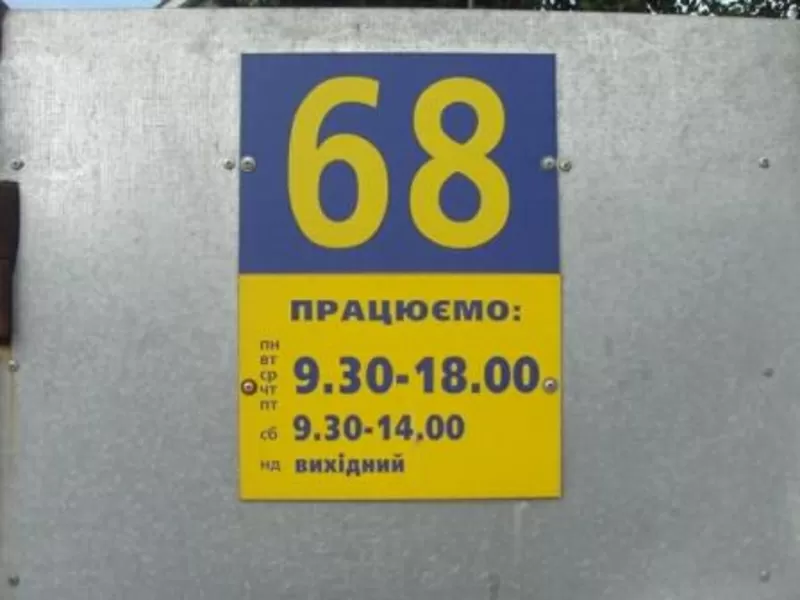 68
ПРАЦЮЄМО:
пн
вт
ср
чт
пт
9.30-18.00
сб 9.30-14.00
нд вихідний